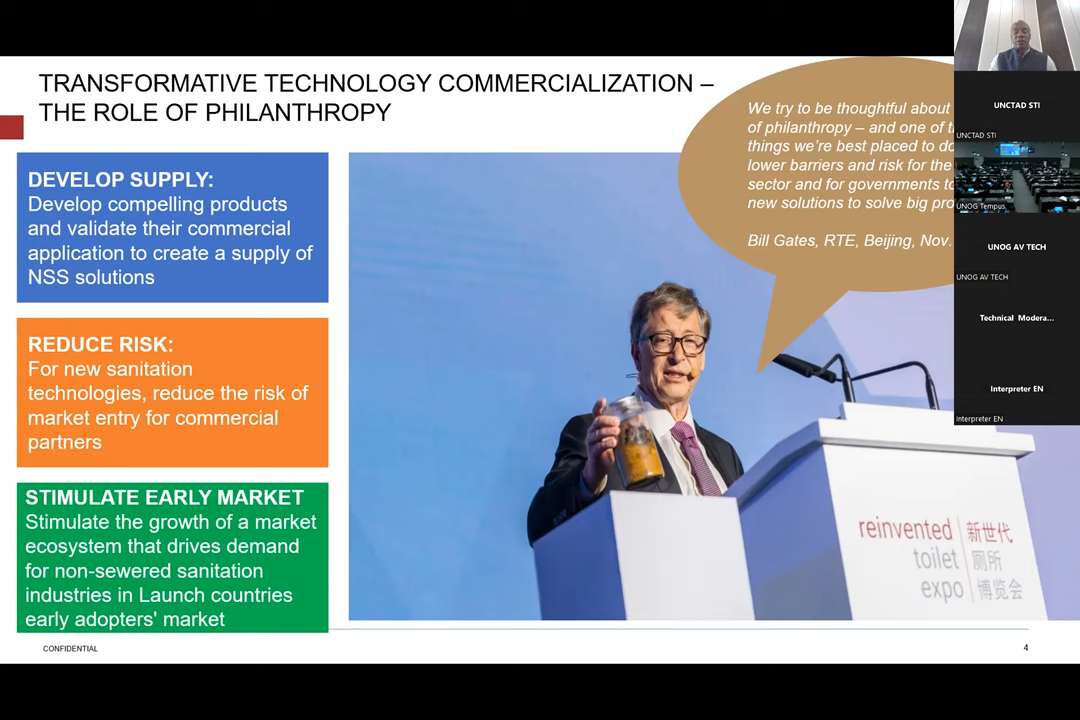 TRANSFORMATIVE TECHNOLOGY COMMERCIALIZATION –
THE ROLE OF PHILANTHROPY
DEVELOP SUPPLY:
Develop compelling products
and validate their commercial
application to create a supply of
NSS solutions
REDUCE RISK:
For new sanitation
technologies, reduce the risk of
market entry for commercial
partners
STIMULATE EARLY MARKET
Stimulate the growth of a market
ecosystem that drives demand
for non-sewered sanitation
industries in Launch countries
early adopters' market
We try to be thoughtful about
of philanthropy – and one of
things we're best placed to do
lower barriers and risk for the
sector and for governments to
new solutions to solve big
Bill Gates, RTE, Beijing, Nov.
reinvented 新世代
toilet 厕所
expo 博览会
CONFIDENTIAL
4
UNCTAD STI
UNCTAD STI
UNOG Tempus
UNOG AV TECH
UNOG AV TECH
Technical Modera...
Interpreter EN
Interpreter EN